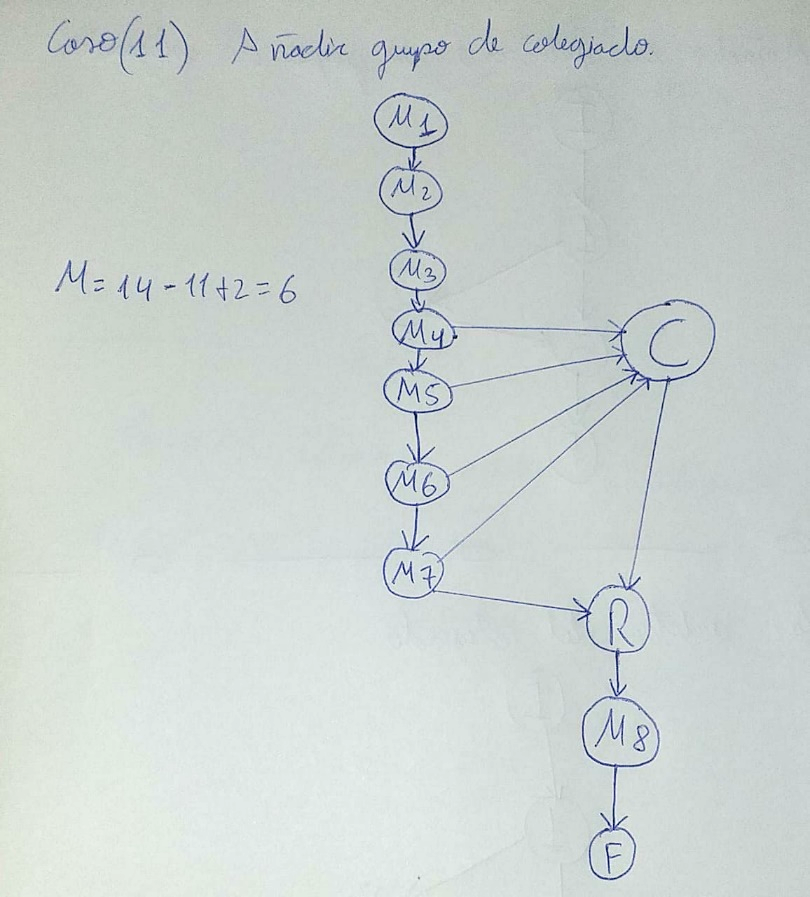 Caso(11) Añadir grupo de colegiado.
M1
M2
M=14-11+2=6
M3
M4
C
M5
M6
M7
R
M8
F